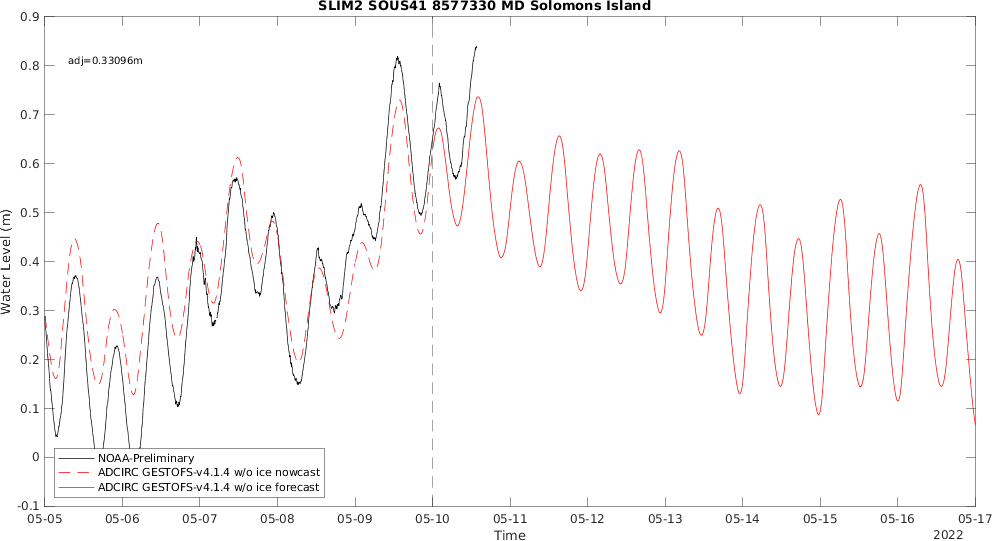 SLIM2 SOUS41 8577330 MD Solomons Island
adj=0.33096m
Water Level (m)
0.9
0.8
0.7
0.6
0.5
0.4
0.3
0.2
0.1
0
-0.1
NOAA-Preliminary
ADCIRC GESTOFS-v4.1.4 w/o ice nowcast
ADCIRC GESTOFS-v4.1.4 w/o ice forecast
05-05 05-06 05-07 05-08 05-09 05-10 05-11 05-12 05-13 05-14 05-15 05-16 05-17
Time
2022